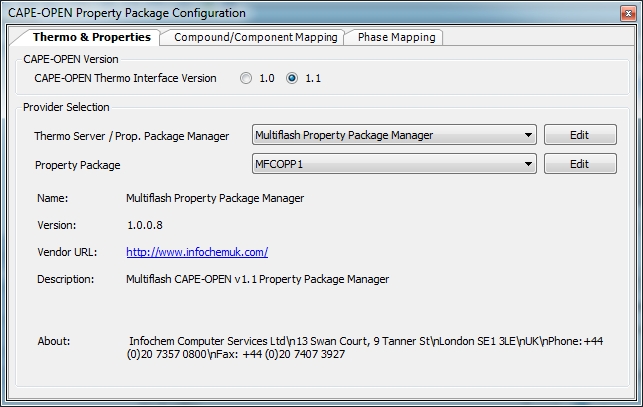 CAPE-OPEN Property Package Configuration
Thermo & Properties Compound/Component Mapping Phase Mapping
CAPE-OPEN Version
CAPE-OPEN Thermo Interface Version 1.0 1.1
Provider Selection
Thermo Server / Prop. Package Manager Multiflash Property Package Manager Edit
Property Package MFCOPP1 Edit
Name: Multiflash Property Package Manager
Version: 1.0.0.8
Vendor URL: http://www.infochemuk.com/
Description: Multiflash CAPE-OPEN v1.1 Property Package Manager
About: Infochem Computer Services Ltd\n13 Swan Court, 9 Tanner St\nLondon SE1 3LE\nUK\nPhone:+44
(0)20 7357 0800\nFax: +44 (0)20 7407 3927